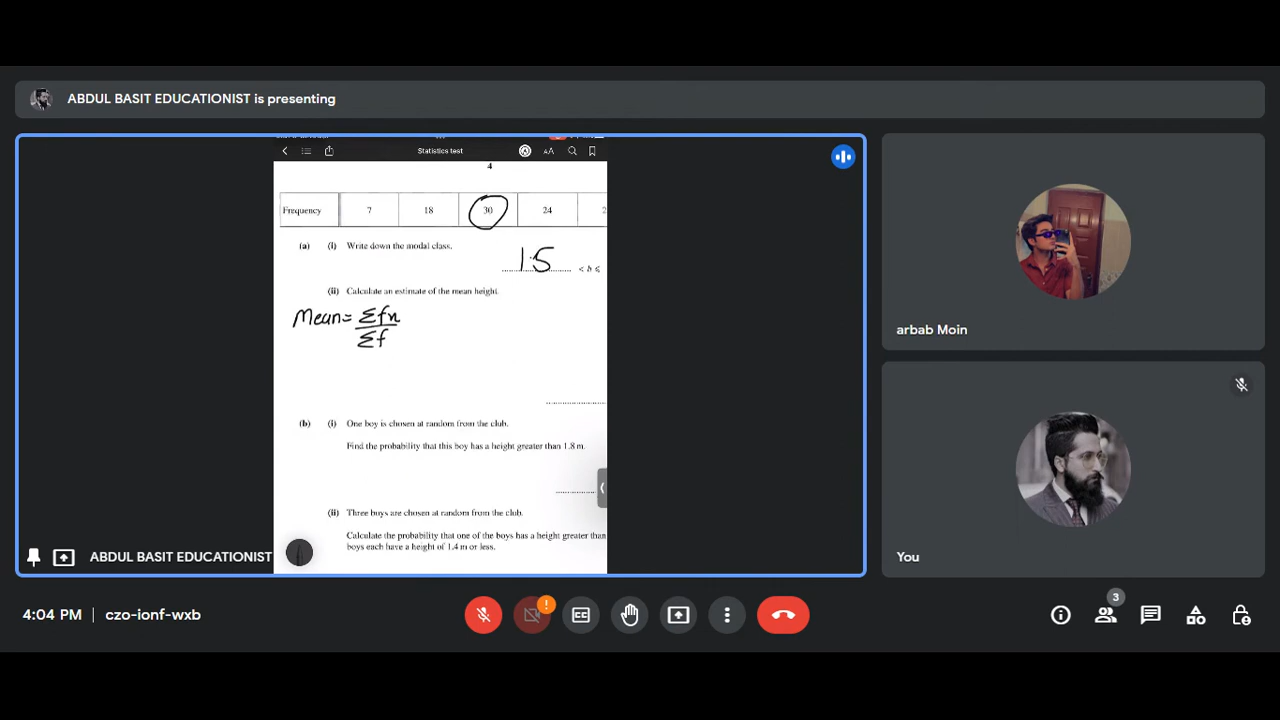 ABDUL BASIT EDUCATIONIST is presenting
Statistics test
4
Frequency 7 18 30 24 2
(a) (i) Write down the modal class.
1.5 < h ≤
(ii) Calculate an estimate of the mean height.
Mean = Σfx
Σf
(b) (i) One boy is chosen at random from the club.
Find the probability that this boy has a height greater than 1.8 m.
(ii) Three boys are chosen at random from the club.
Calculate the probability that one of the boys has a height greater than
boys each have a height of 1.4 m or less.
ABDUL BASIT EDUCATIONIST
arbab Moin
You
4:04 PM | czo-ionf-wxb
3